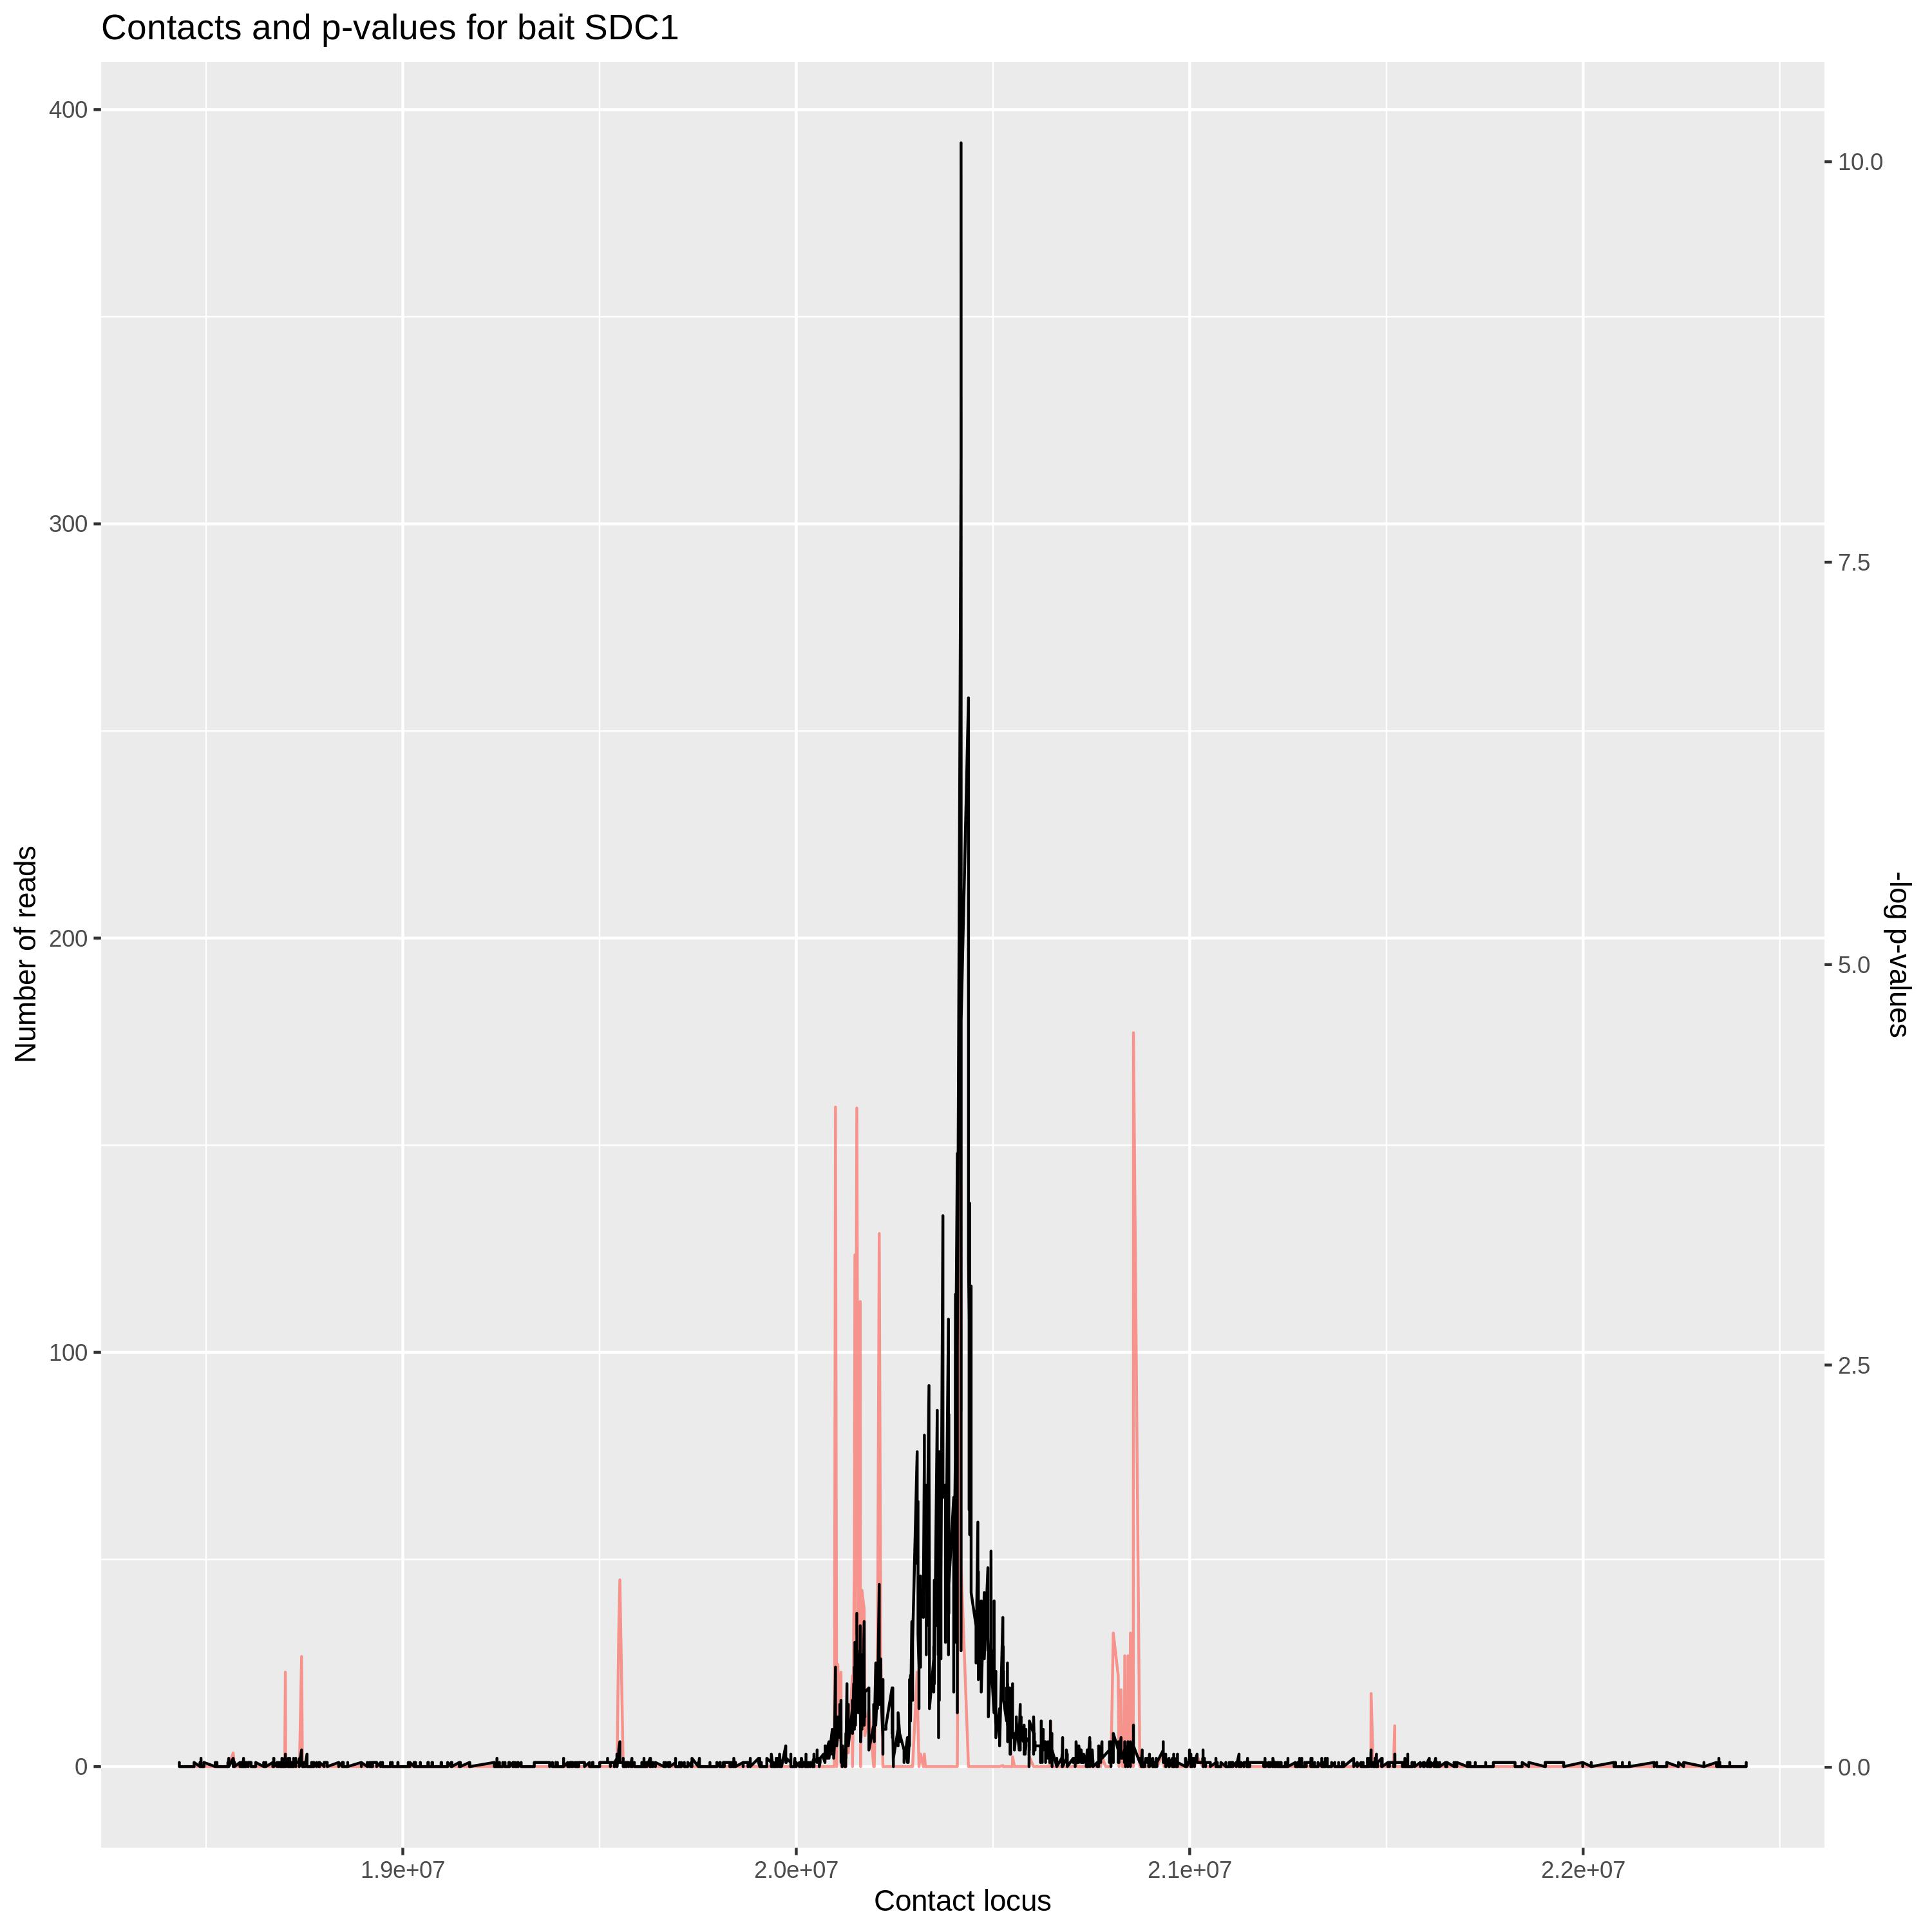 Contacts and p-values for bait SDC1
400
300
200
100
0
10.0
7.5
5.0
2.5
0.0
Number of reads
-log p-values
1.9e+07 2.0e+07 2.1e+07 2.2e+07
Contact locus